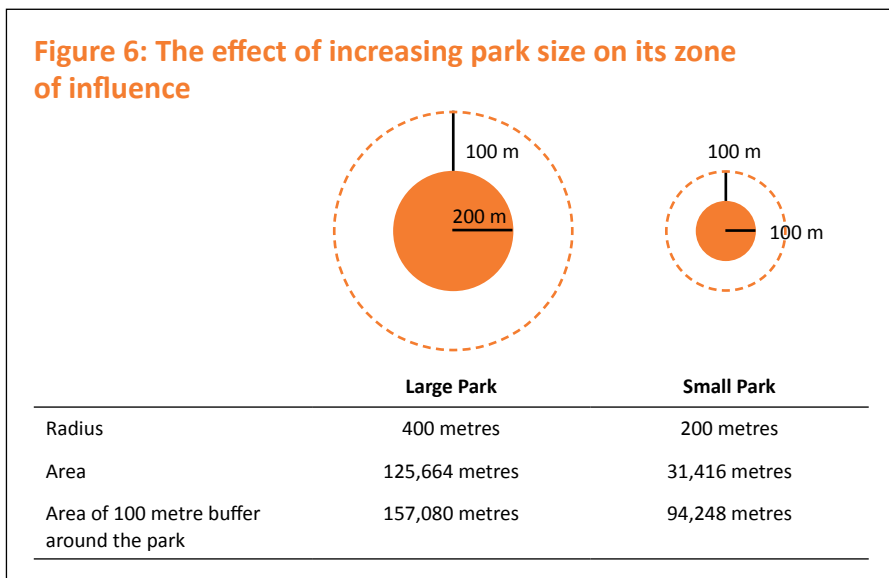 Figure 6: The effect of increasing park size on its zone
of influence
100 m
200 m
100 m
100 m
Large Park Small Park
Radius 400 metres 200 metres
Area 125,664 metres 31,416 metres
Area of 100 metre buffer 157,080 metres 94,248 metres
around the park